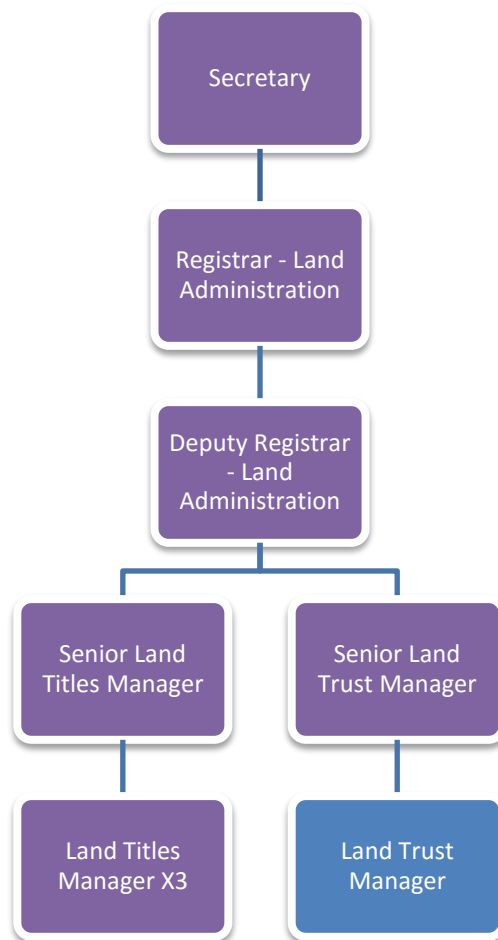 Secretary
Registrar - Land
Administration
Deputy Registrar
- Land
Administration
Senior Land
Titles Manager
Senior Land
Trust Manager
Land Titles
Manager X3
Land Trust
Manager